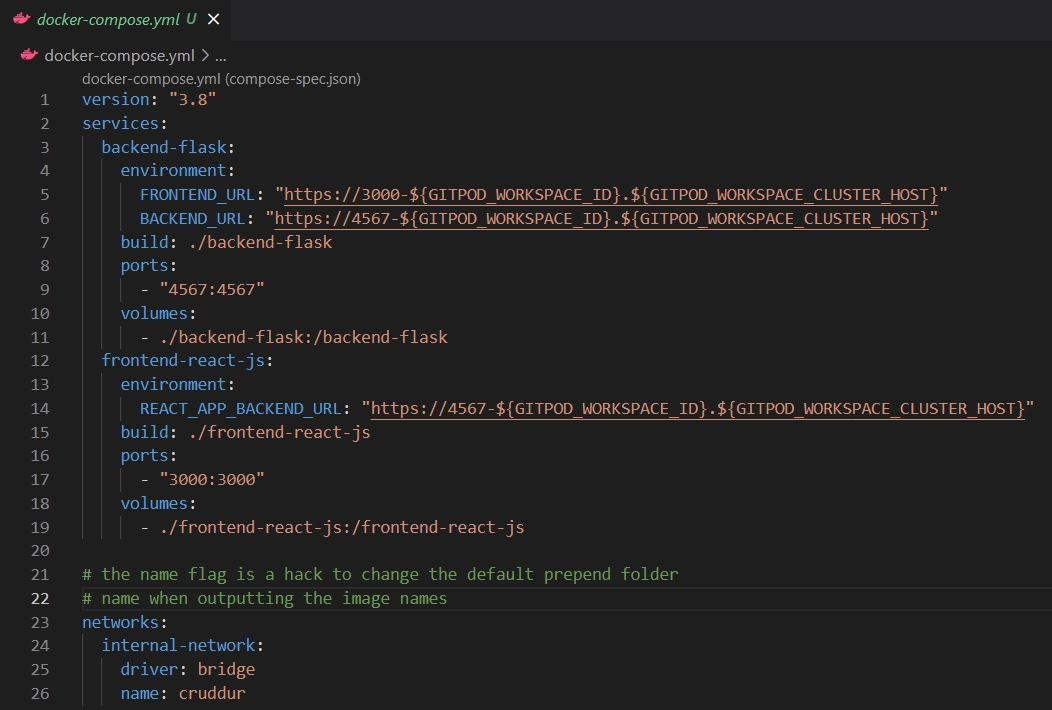 docker-compose.yml U ×
docker-compose.yml > ...
docker-compose.yml (compose-spec.json)
1 version: "3.8"
2 services:
3   backend-flask:
4     environment:
5       FRONTEND_URL: "https://3000-${GITPOD_WORKSPACE_ID}.${GITPOD_WORKSPACE_CLUSTER_HOST}"
6       BACKEND_URL: "https://4567-${GITPOD_WORKSPACE_ID}.${GITPOD_WORKSPACE_CLUSTER_HOST}"
7     build: ./backend-flask
8     ports:
9       - "4567:4567"
10     volumes:
11       - ./backend-flask:/backend-flask
12   frontend-react-js:
13     environment:
14       REACT_APP_BACKEND_URL: "https://4567-${GITPOD_WORKSPACE_ID}.${GITPOD_WORKSPACE_CLUSTER_HOST}"
15     build: ./frontend-react-js
16     ports:
17       - "3000:3000"
18     volumes:
19       - ./frontend-react-js:/frontend-react-js
20
21 # the name flag is a hack to change the default prepend folder
22 # name when outputting the image names
23 networks:
24   internal-network:
25     driver: bridge
26     name: cruddur